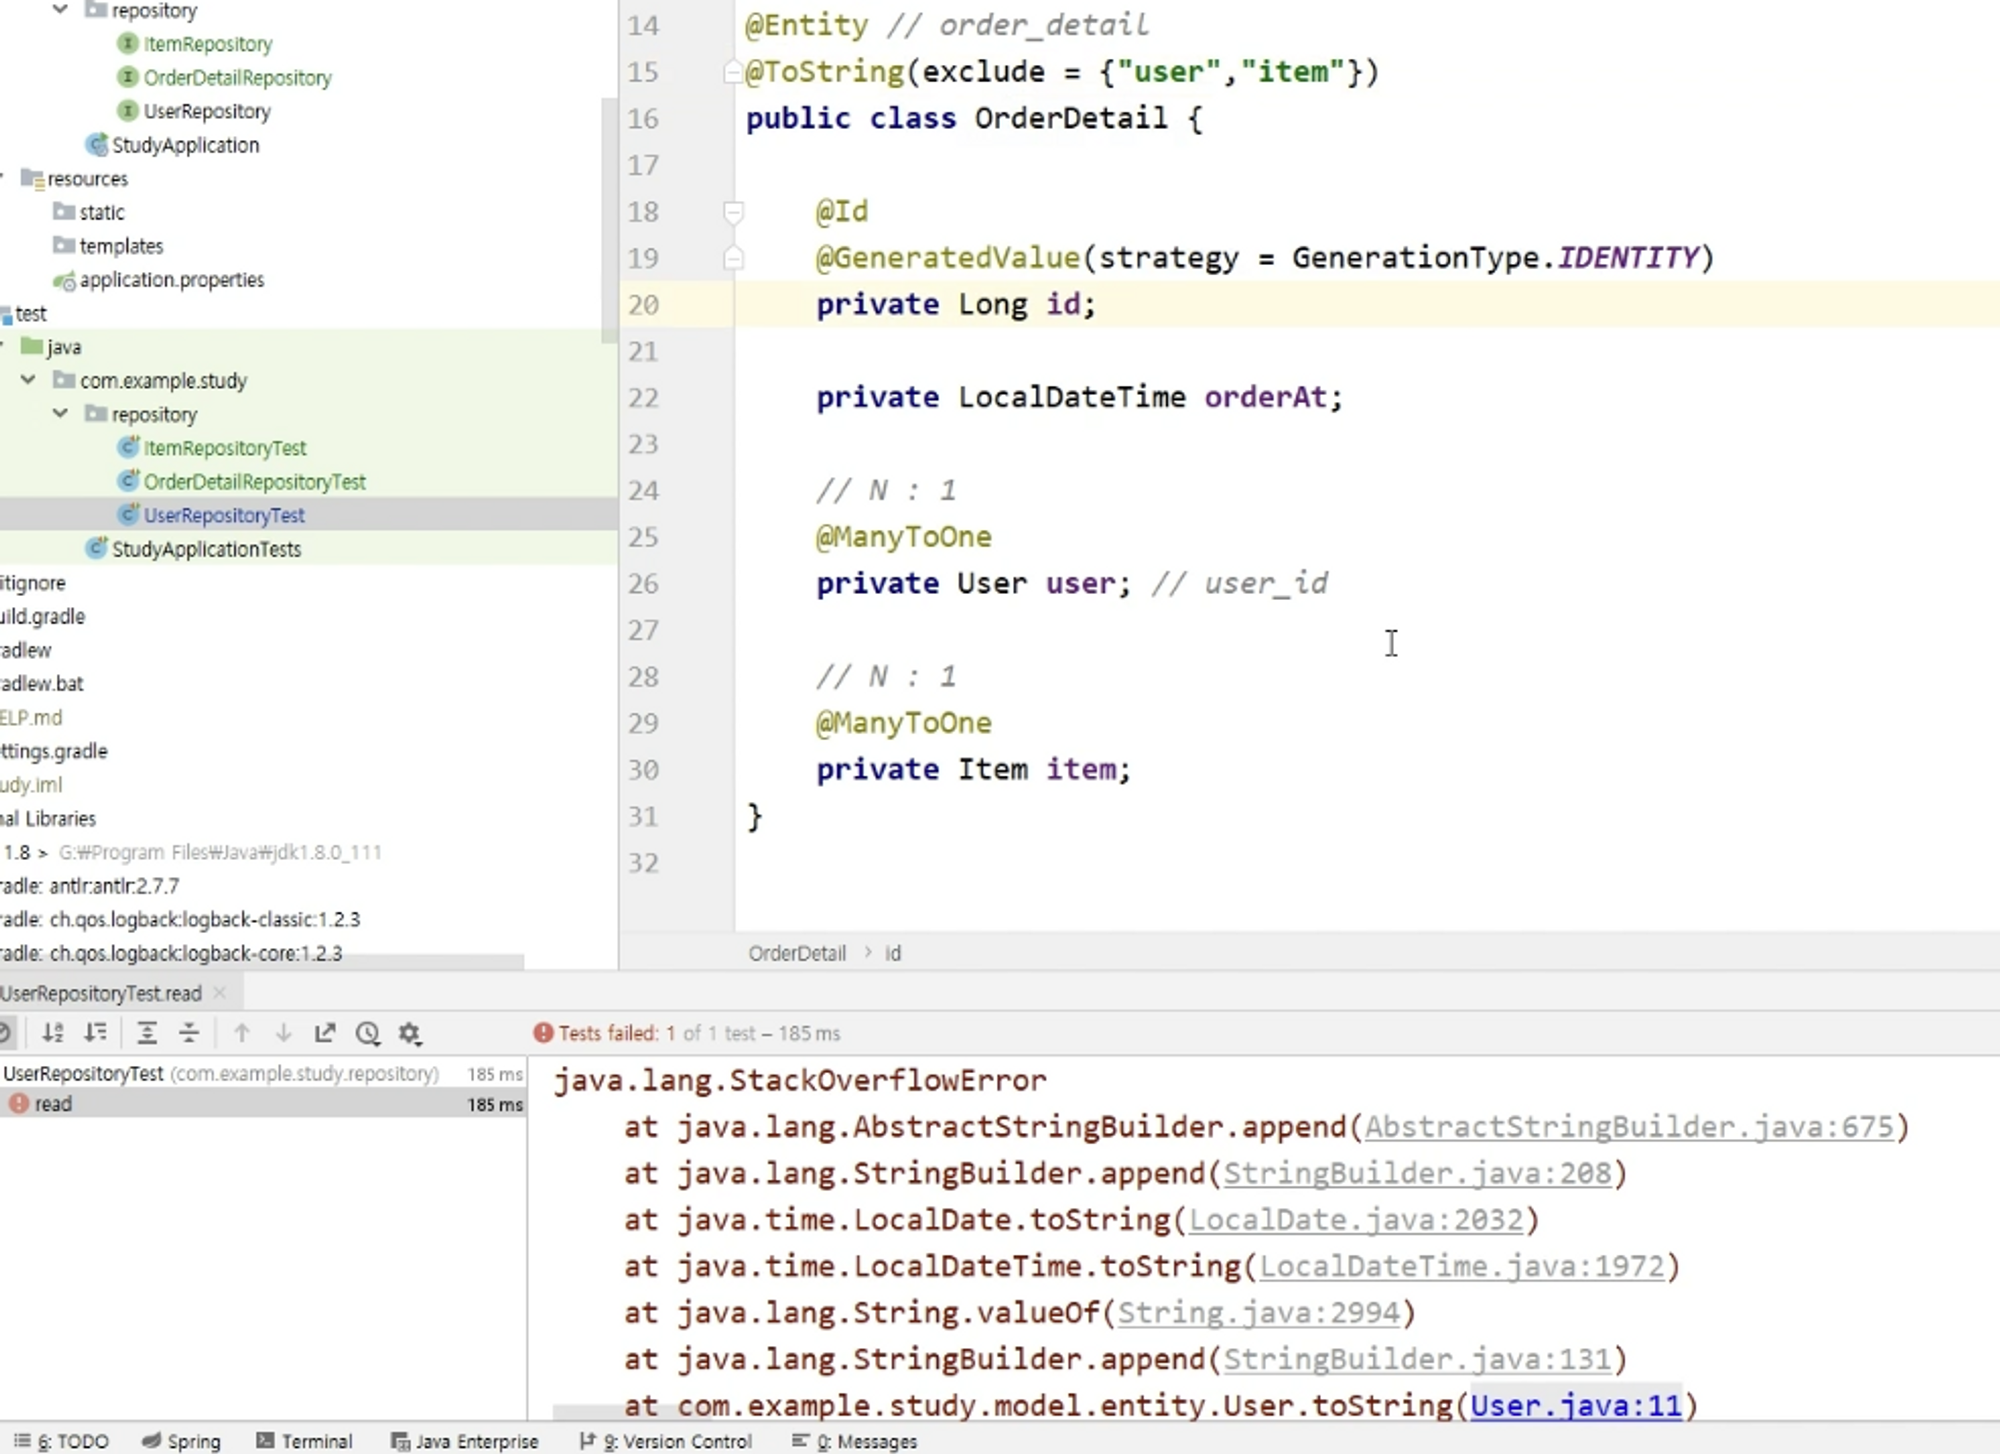 repository
ItemRepository
OrderDetailRepository
UserRepository
StudyApplication
resources
static
templates
application.properties
test
java
com.example.study
repository
ItemRepositoryTest
OrderDetailRepositoryTest
UserRepositoryTest
StudyApplicationTests
itignore
uild.gradle
radlew
radlew.bat
ELP.md
ettings.gradle
udy.iml
nal Libraries
1.8 > G:₩Program Files₩Java₩jdk1.8.0_111
radle: antlr:antlr:2.7.7
radle: ch.qos.logback:logback-classic:1.2.3
radle: ch.qos.logback:logback-core:1.2.3
14 @Entity // order_detail
15 @ToString(exclude = {"user","item"})
16 public class OrderDetail {
17
18 @Id
19 @GeneratedValue(strategy = GenerationType.IDENTITY)
20 private Long id;
21
22 private LocalDateTime orderAt;
23
24 // N : 1
25 @ManyToOne
26 private User user; // user_id
27
28 // N : 1
29 @ManyToOne
30 private Item item;
31 }
32
OrderDetail > id
UserRepositoryTest.read ×
Tests failed: 1 of 1 test – 185 ms
UserRepositoryTest (com.example.study.repository) 185 ms
read 185 ms
java.lang.StackOverflowError
at java.lang.AbstractStringBuilder.append(AbstractStringBuilder.java:675)
at java.lang.StringBuilder.append(StringBuilder.java:208)
at java.time.LocalDate.toString(LocalDate.java:2032)
at java.time.LocalDateTime.toString(LocalDateTime.java:1972)
at java.lang.String.valueOf(String.java:2994)
at java.lang.StringBuilder.append(StringBuilder.java:131)
at com.example.study.model.entity.User.toString(User.java:11)
6: TODO Spring Terminal Java Enterprise 9: Version Control 0: Messages